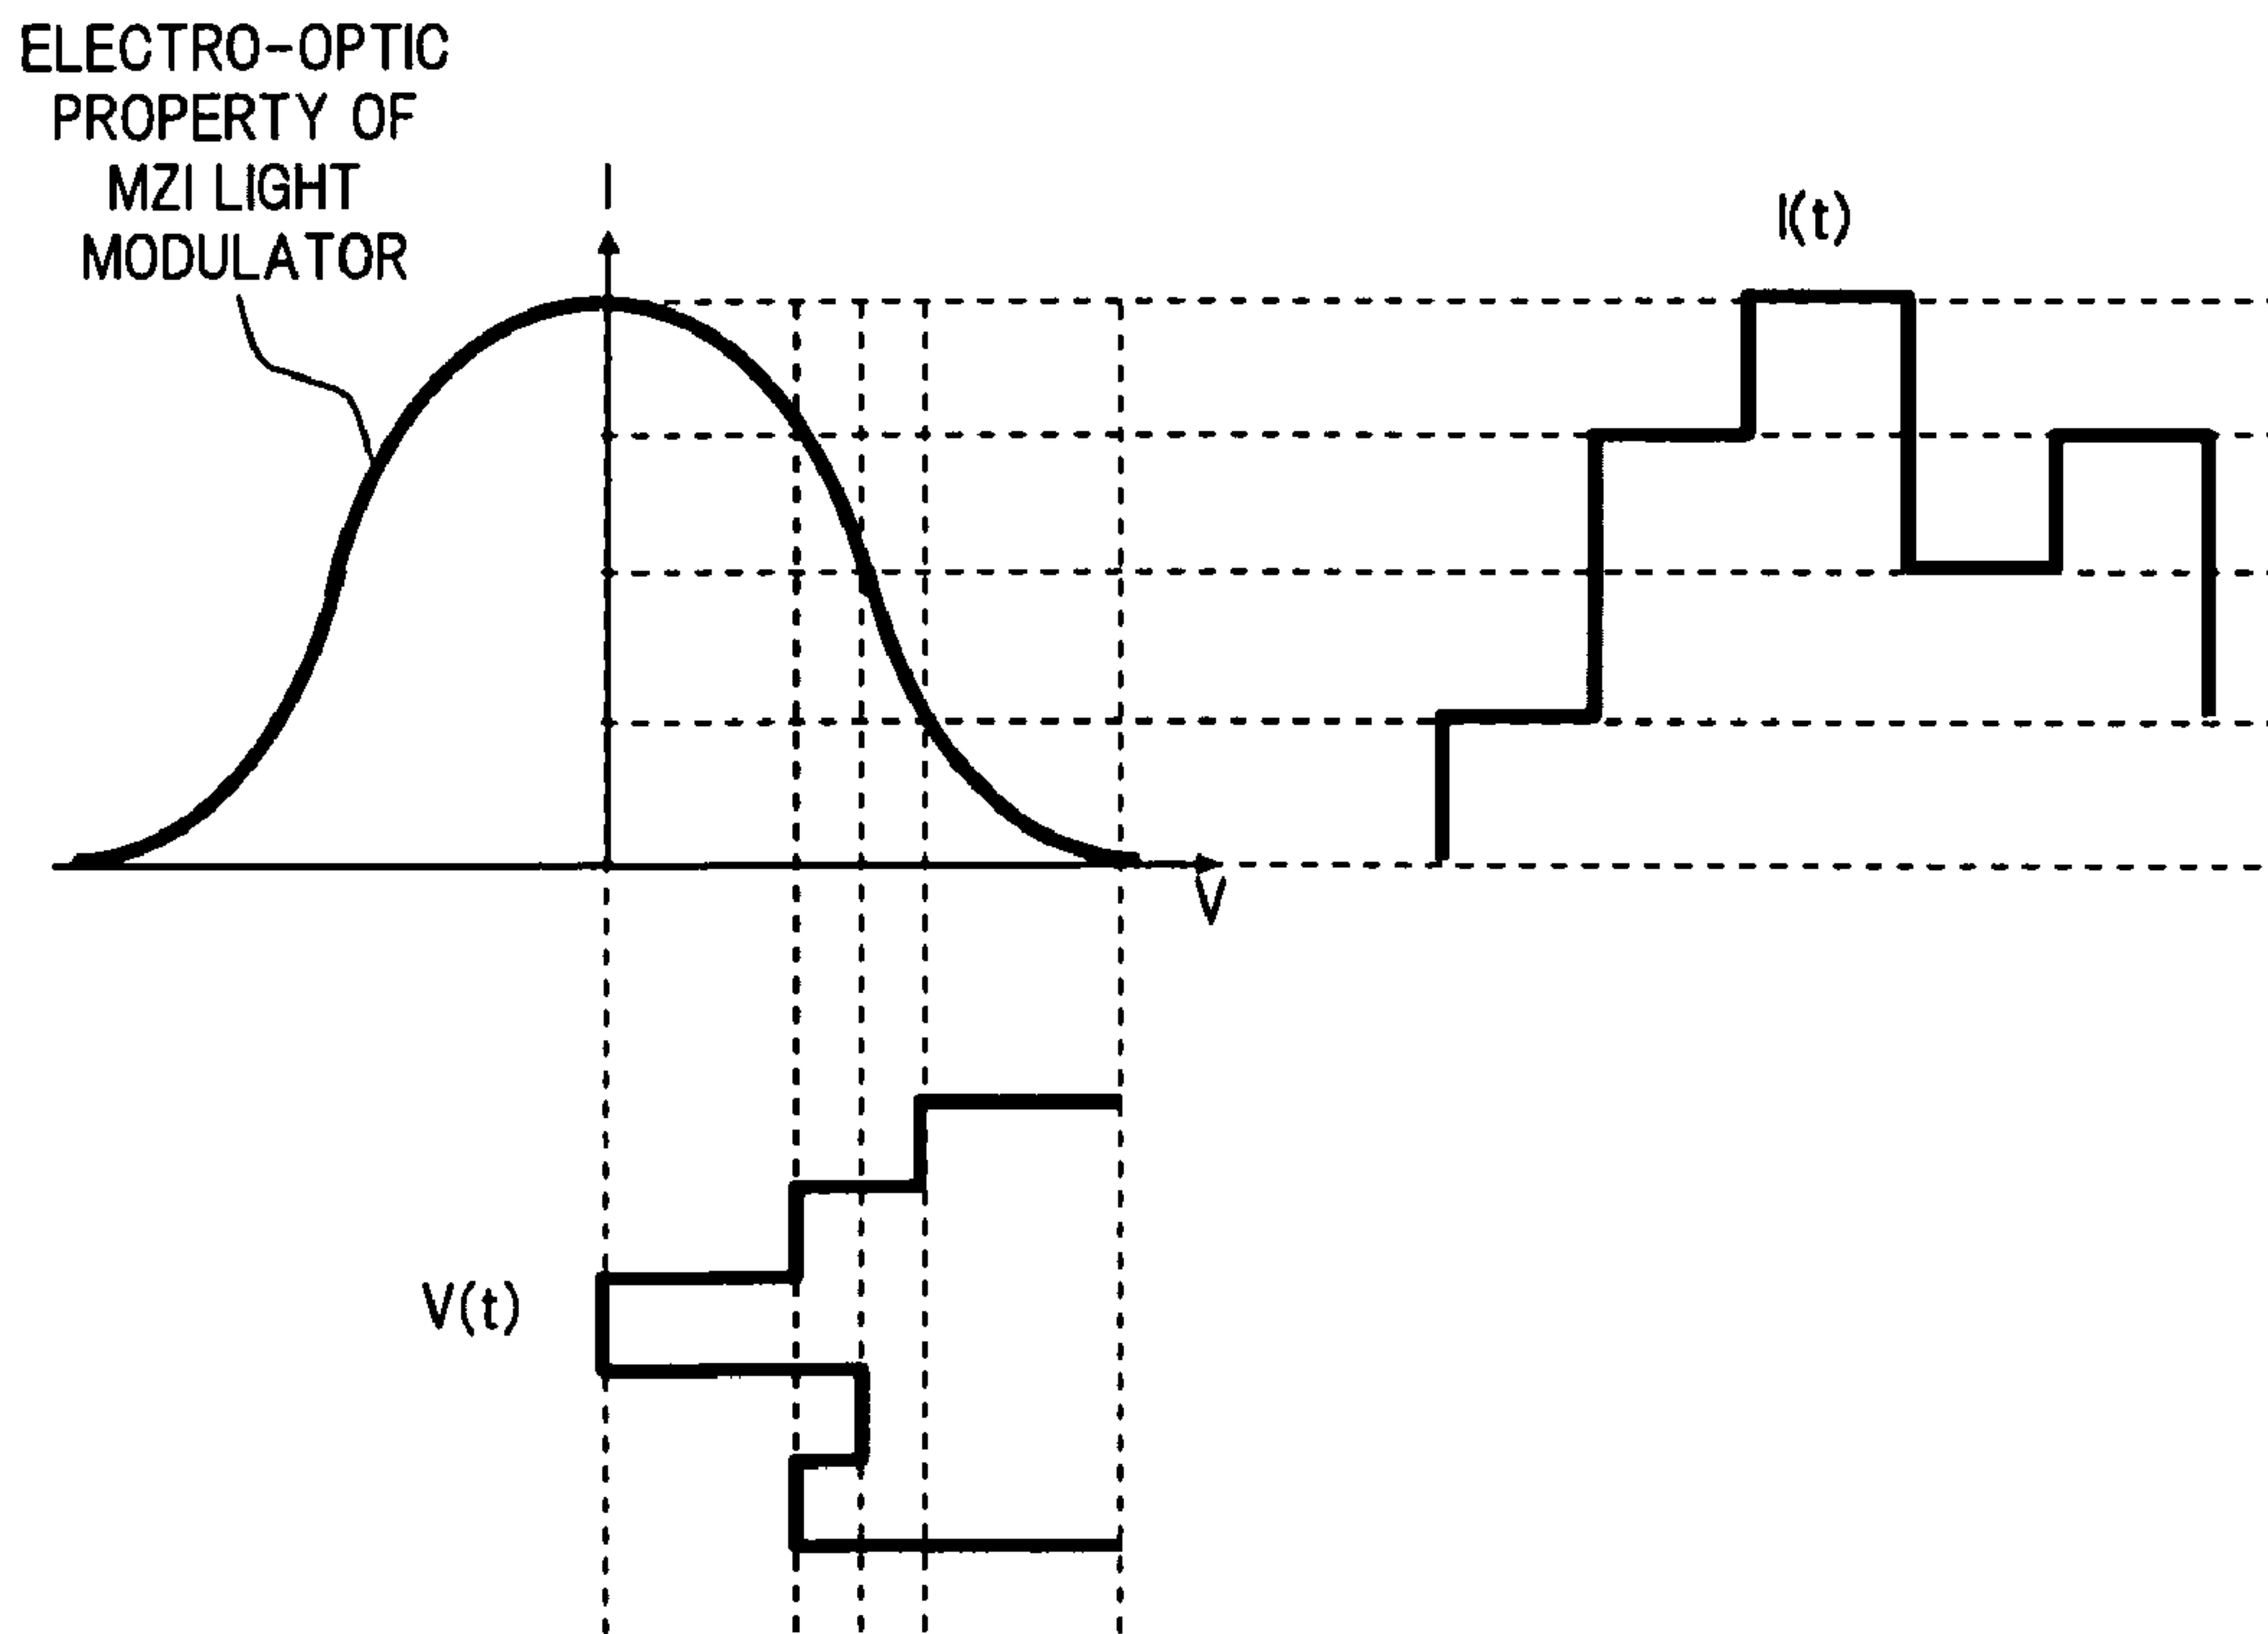 ELECTRO-OPTIC
PROPERTY OF
MZI LIGHT
MODULATOR
I
I(t)
V
V(t)